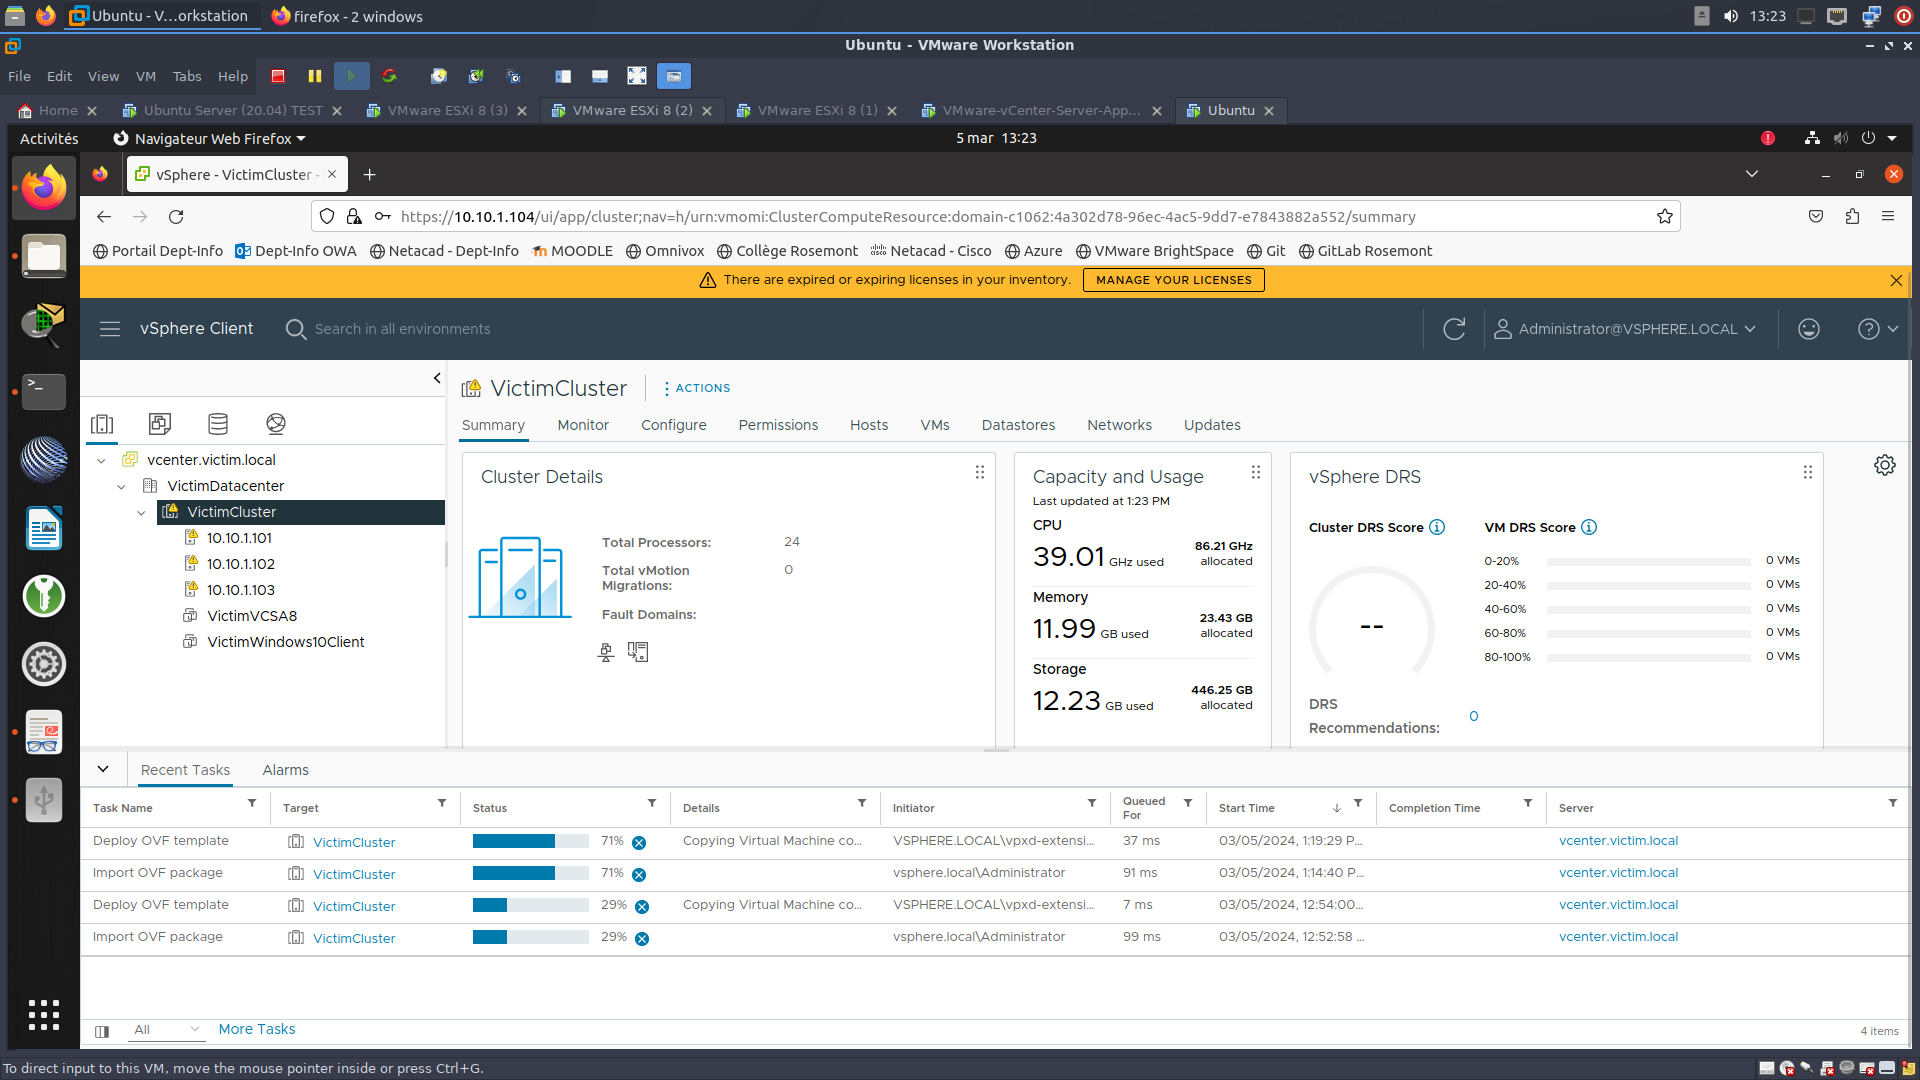 Ubuntu - V...orkstation
firefox - 2 windows
13:23
Ubuntu - VMware Workstation
File Edit View VM Tabs Help
Home
Ubuntu Server (20.04) TEST
VMware ESXi 8 (3)
VMware ESXi 8 (2)
VMware ESXi 8 (1)
VMware-vCenter-Server-App...
Ubuntu
Activités
Navigateur Web Firefox
5 mar 13:23
vSphere - VictimCluster -
https://10.10.1.104/ui/app/cluster;nav=h/urn:vmomi:ClusterComputeResource:domain-c1062:4a302d78-96ec-4ac5-9dd7-e7843882a552/summary
Portail Dept-Info
Dept-Info OWA
Netacad - Dept-Info
MOODLE
Omnivox
Collège Rosemont
Netacad - Cisco
Azure
VMware BrightSpace
Git
GitLab Rosemont
There are expired or expiring licenses in your inventory.
MANAGE YOUR LICENSES
vSphere Client
Search in all environments
Administrator@VSPHERE.LOCAL
vcenter.victim.local
VictimDatacenter
VictimCluster
10.10.1.101
10.10.1.102
10.10.1.103
VictimVCSA8
VictimWindows10Client
VictimCluster
ACTIONS
Summary Monitor Configure Permissions Hosts VMs Datastores Networks Updates
Cluster Details
Total Processors: 24
Total vMotion Migrations: 0
Fault Domains:
Capacity and Usage
Last updated at 1:23 PM
CPU
39.01 GHz used
86.21 GHz allocated
Memory
11.99 GB used
23.43 GB allocated
Storage
12.23 GB used
446.25 GB allocated
vSphere DRS
Cluster DRS Score
--
VM DRS Score
0-20% 0 VMs
20-40% 0 VMs
40-60% 0 VMs
60-80% 0 VMs
80-100% 0 VMs
DRS Recommendations: 0
Recent Tasks Alarms
Task Name Target Status Details Initiator Queued For Start Time Completion Time Server
Deploy OVF template VictimCluster 71% Copying Virtual Machine co... VSPHERE.LOCAL\vpxd-extensi... 37 ms 03/05/2024, 1:19:29 P... vcenter.victim.local
Import OVF package VictimCluster 71% vsphere.local\Administrator 91 ms 03/05/2024, 1:14:40 P... vcenter.victim.local
Deploy OVF template VictimCluster 29% Copying Virtual Machine co... VSPHERE.LOCAL\vpxd-extensi... 7 ms 03/05/2024, 12:54:00... vcenter.victim.local
Import OVF package VictimCluster 29% vsphere.local\Administrator 99 ms 03/05/2024, 12:52:58 ... vcenter.victim.local
All
More Tasks
4 items
To direct input to this VM, move the mouse pointer inside or press Ctrl+G.